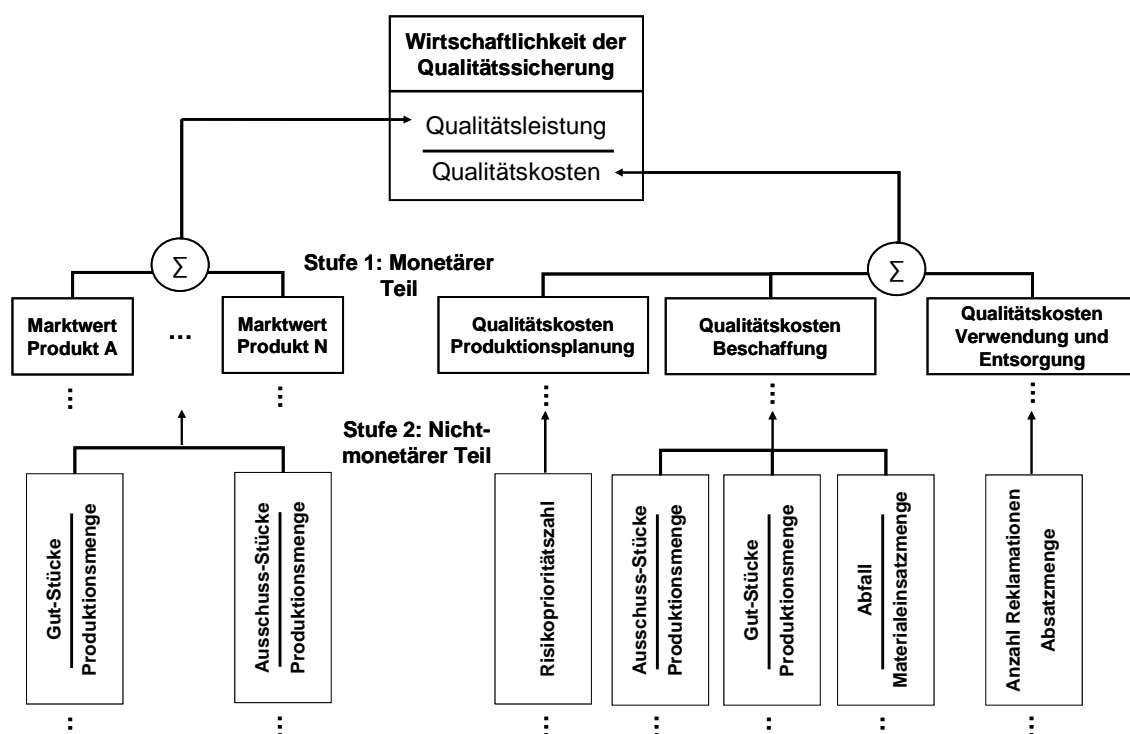 Wirtschaftlichkeit der
Qualitätssicherung
Qualitätsleistung
Qualitätskosten
∑
∑
Stufe 1: Monetärer
Teil
Marktwert
Produkt A
...
Marktwert
Produkt N
Qualitätskosten
Produktionsplanung
Qualitätskosten
Beschaffung
Qualitätskosten
Verwendung und
Entsorgung
...
...
...
...
...
Stufe 2: Nicht-
monetärer Teil
Gut-Stücke
Produktionsmenge
Ausschuss-Stücke
Produktionsmenge
Risikoprioritätszahl
Ausschuss-Stücke
Produktionsmenge
Gut-Stücke
Produktionsmenge
Abfall
Materialeinsatzmenge
Anzahl Reklamationen
Absatzmenge
...
...
...
...
...
...
...